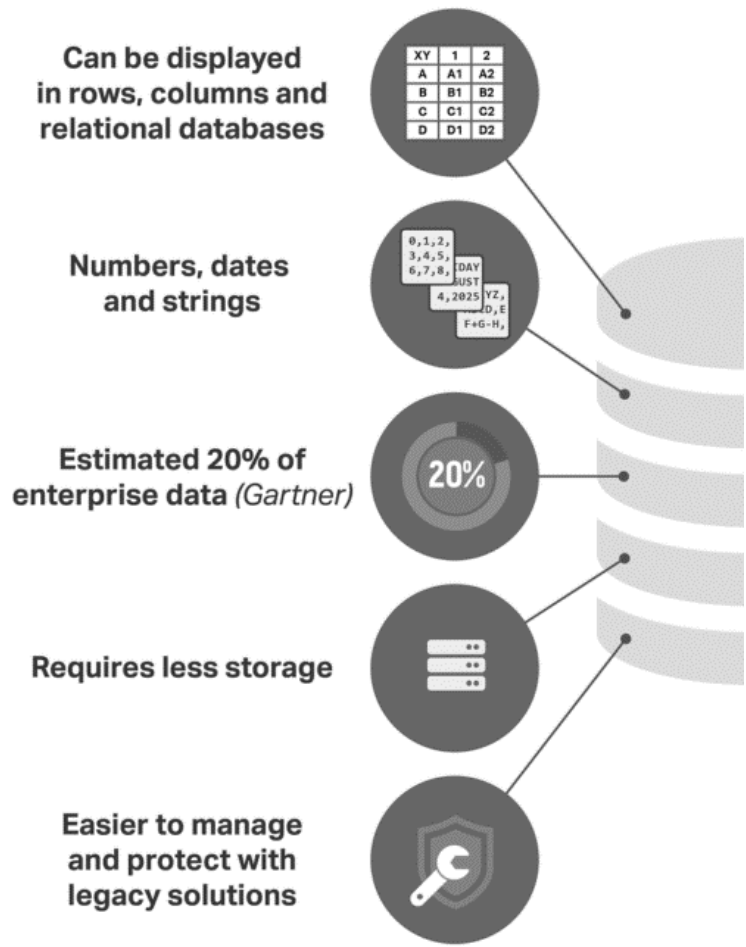 Can be displayed
in rows, columns and
relational databases
XY 1 2
A A1 A2
B B1 B2
C C1 C2
D D1 D2
Numbers, dates
and strings
0,1,2,
3,4,5,
6,7,8,
4,2025
F+G-H,
Estimated 20% of
enterprise data (Gartner)
20%
Requires less storage
Easier to manage
and protect with
legacy solutions